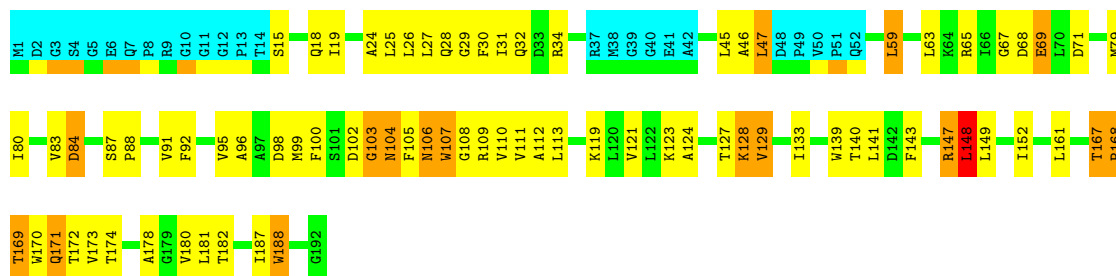 M1 D2 G3 S4 G5 E6 Q7 P8 R9 G10 G11 G12 P13 T14 S15 Q18 I19 A24 L25 L26 L27 Q28 G29 F30 I31 Q32 D33 R34 R37 M38 G39 G40 E41 A42 L45 A46 L47 D48 P49 V50 P51 Q52 L59 L63 K64 R65 I66 G67 D68 E69 L70 D71 M79
I80 V83 D84 S87 P88 V91 F92 V95 A96 A97 D98 M99 F100 S101 D102 G103 N104 F105 N106 W107 G108 R109 V110 V111 A112 L113 K119 L120 V121 L122 K123 A124 T127 K128 V129 I133 W139 T140 L141 D142 F143 R147 L148 L149 I152 L161 T167
T169 W170 Q171 T172 V173 T174 A178 G179 V180 L181 T182 I187 W188 G192